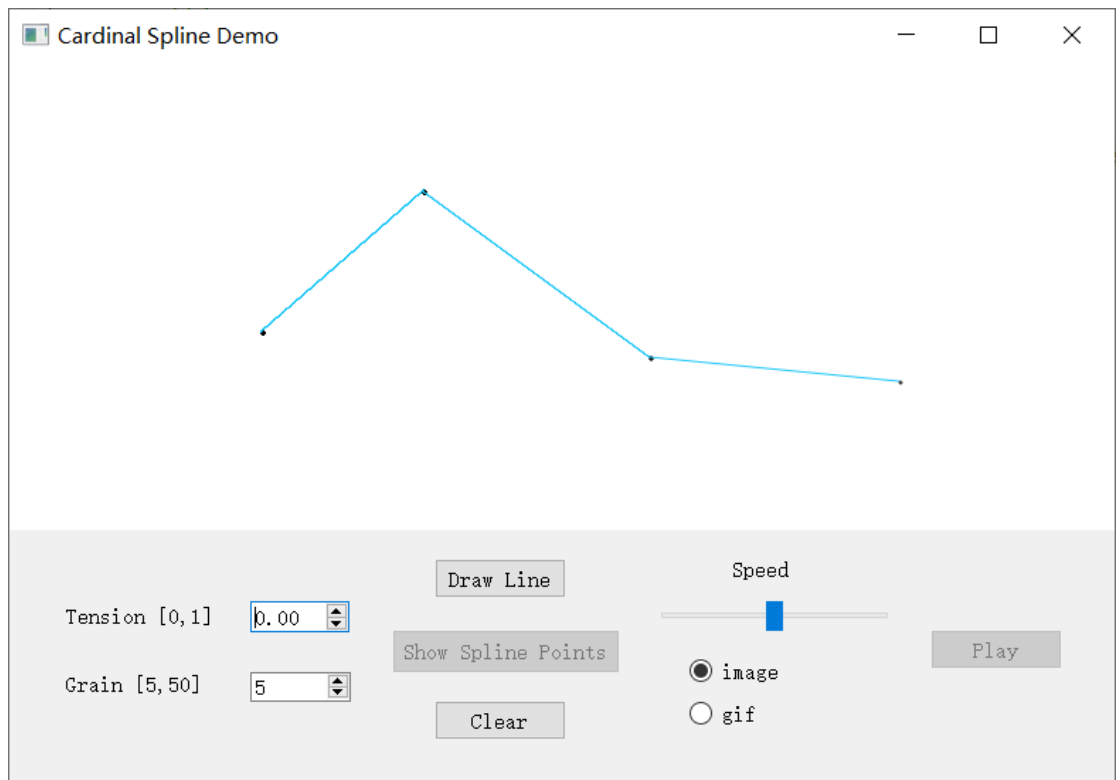 Cardinal Spline Demo
Tension [0,1]
0.00
Grain [5,50]
5
Draw Line
Show Spline Points
Clear
Speed
image
gif
Play